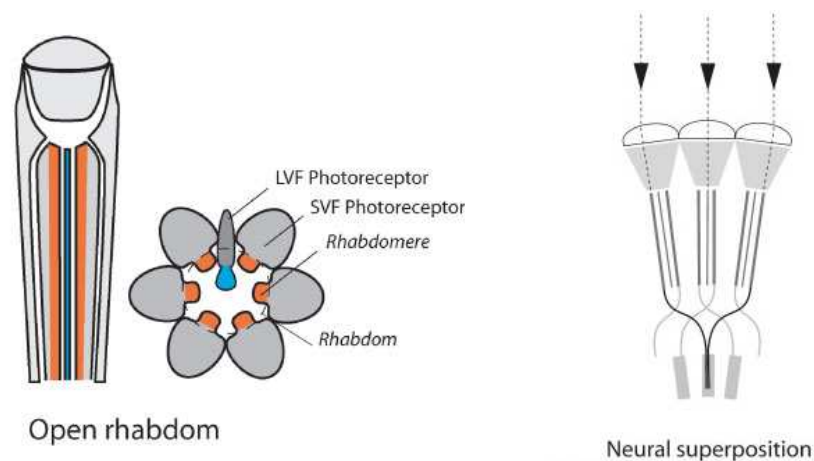 LVF Photoreceptor
SVF Photoreceptor
Rhabdomere
Rhabdom
Open rhabdom
Neural superposition